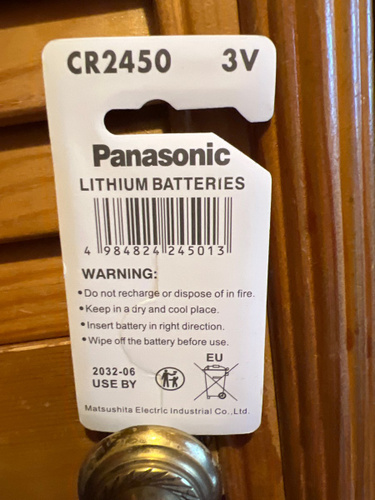 CR2450 3V
Panasonic
LITHIUM BATTERIES
4 984824 245013
WARNING:
•Do not recharge or dispose of in fire.
•Keep in a dry and cool place.
•Insert battery in right direction.
•Wipe off the battery before use.
EU
2032-06
USE BY
Matsushita Electric Industrial Co.,Ltd.